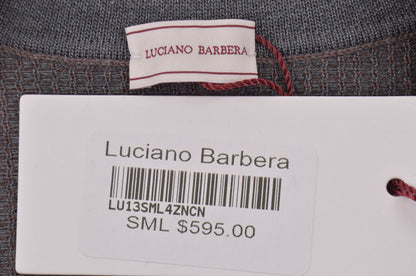 LUCIANO BARBERA
Luciano Barbera
LU13SML4ZNCN
SML $595.00